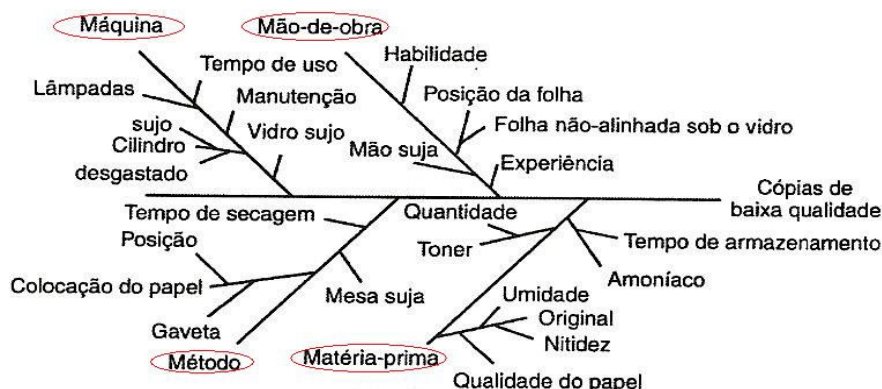 Máquina
Mão-de-obra
Habilidade
Tempo de uso
Lâmpadas
Posição da folha
Manutenção
sujo
Vidro sujo
Folha não-alinhada sob o vidro
Cilindro
Mão suja
desgastado
Experiência
Cópias de
baixa qualidade
Tempo de secagem
Quantidade
Posição
Toner
Tempo de armazenamento
Amoníaco
Colocação do papel
Mesa suja
Umidade
Original
Gaveta
Nitidez
Método
Matéria-prima
Qualidade do papel